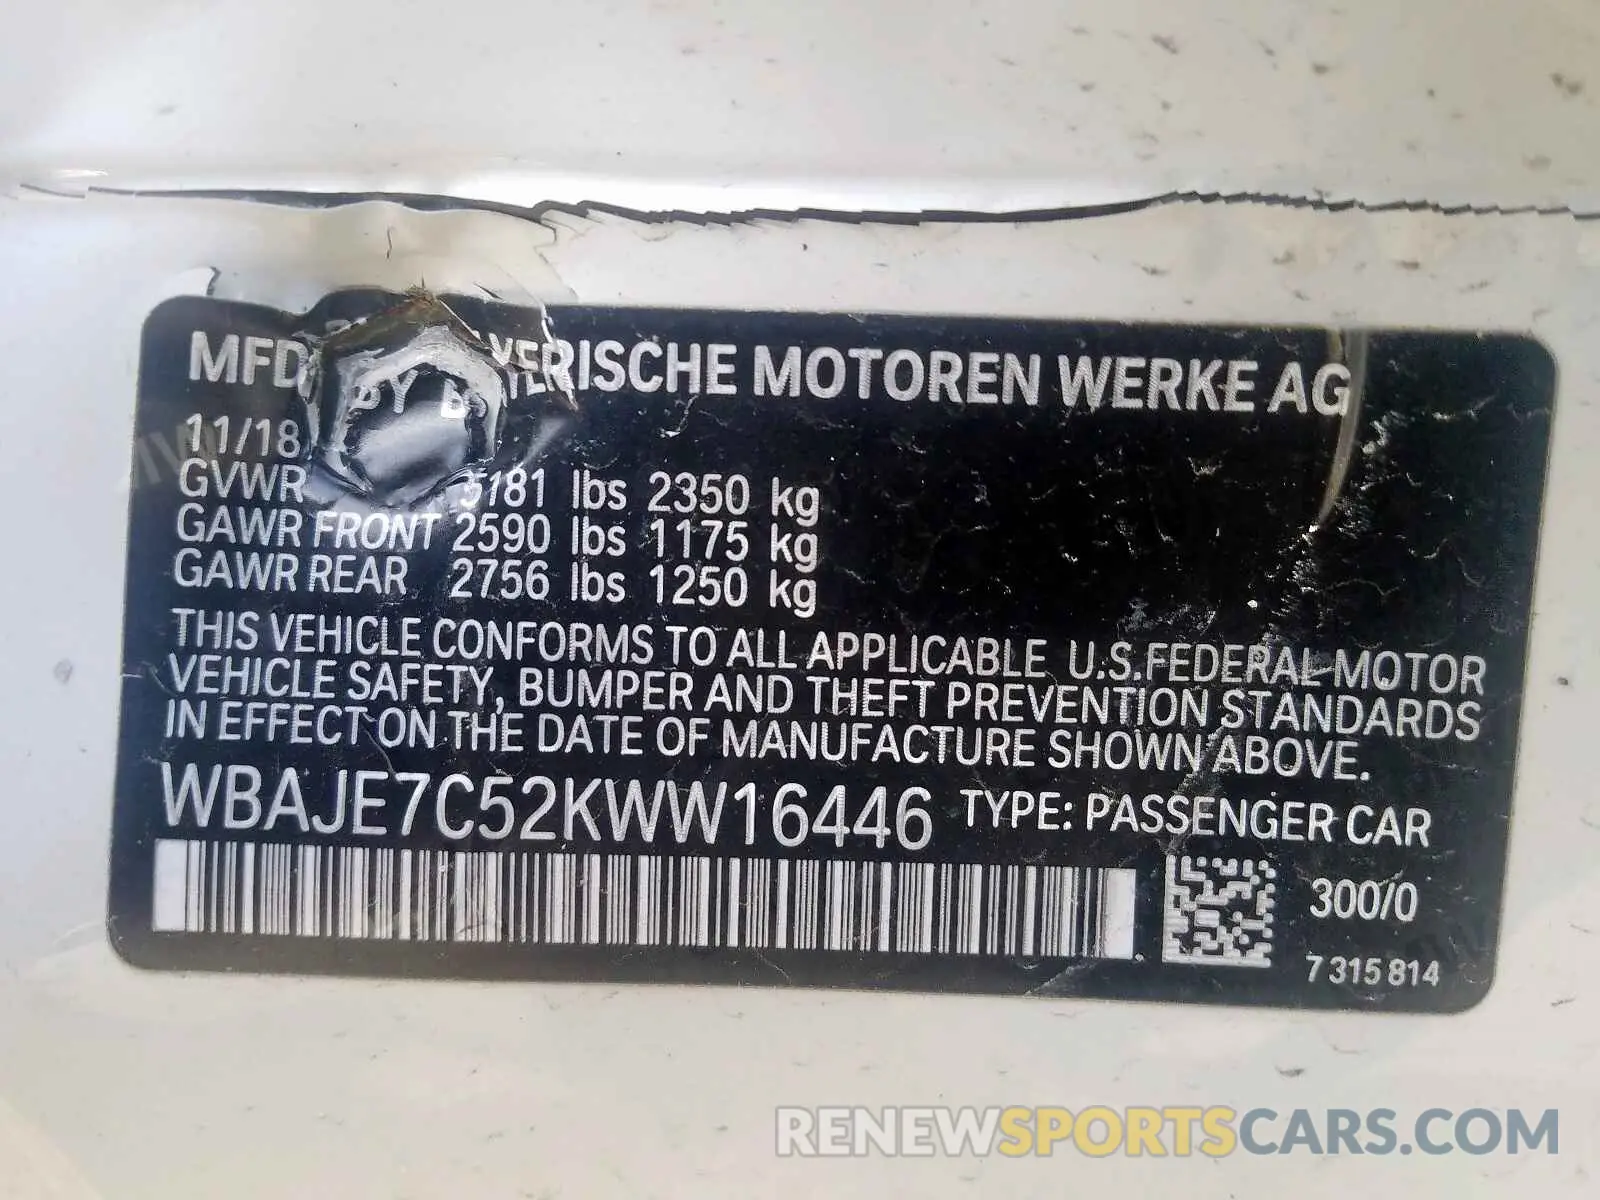 MFD. BY BAYERISCHE MOTOREN WERKE AG
11/18
GVWR 5181 lbs 2350 kg
GAWR FRONT 2590 lbs 1175 kg
GAWR REAR 2756 lbs 1250 kg
THIS VEHICLE CONFORMS TO ALL APPLICABLE U.S.FEDERAL MOTOR
VEHICLE SAFETY, BUMPER AND THEFT PREVENTION STANDARDS
IN EFFECT ON THE DATE OF MANUFACTURE SHOWN ABOVE.
WBAJE7C52KWW16446 TYPE: PASSENGER CAR
300/0
7 315 814
RENEWSPORTSCARS.COM